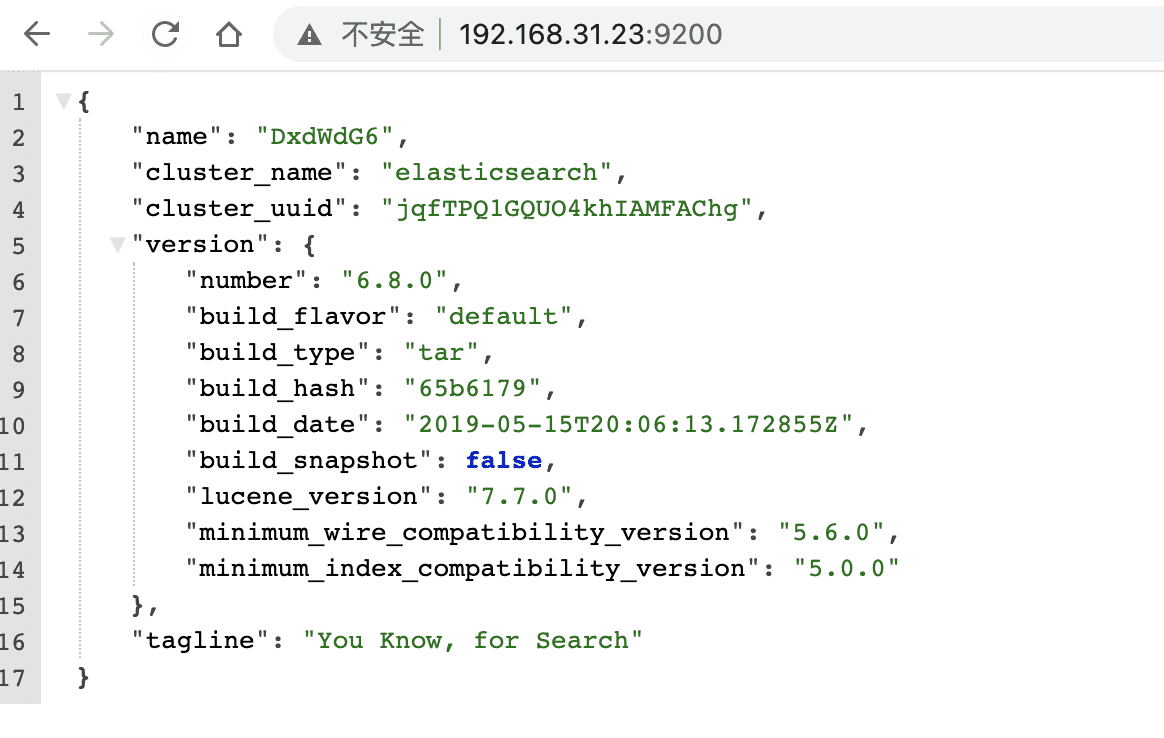 不安全 192.168.31.23:9200
1 {
2 "name": "DxdWdG6",
3 "cluster_name": "elasticsearch",
4 "cluster_uuid": "jqfTPQ1GQUO4khIAMFAChg",
5 "version": {
6 "number": "6.8.0",
7 "build_flavor": "default",
8 "build_type": "tar",
9 "build_hash": "65b6179",
10 "build_date": "2019-05-15T20:06:13.172855Z",
11 "build_snapshot": false,
12 "lucene_version": "7.7.0",
13 "minimum_wire_compatibility_version": "5.6.0",
14 "minimum_index_compatibility_version": "5.0.0"
15 },
16 "tagline": "You Know, for Search"
17 }